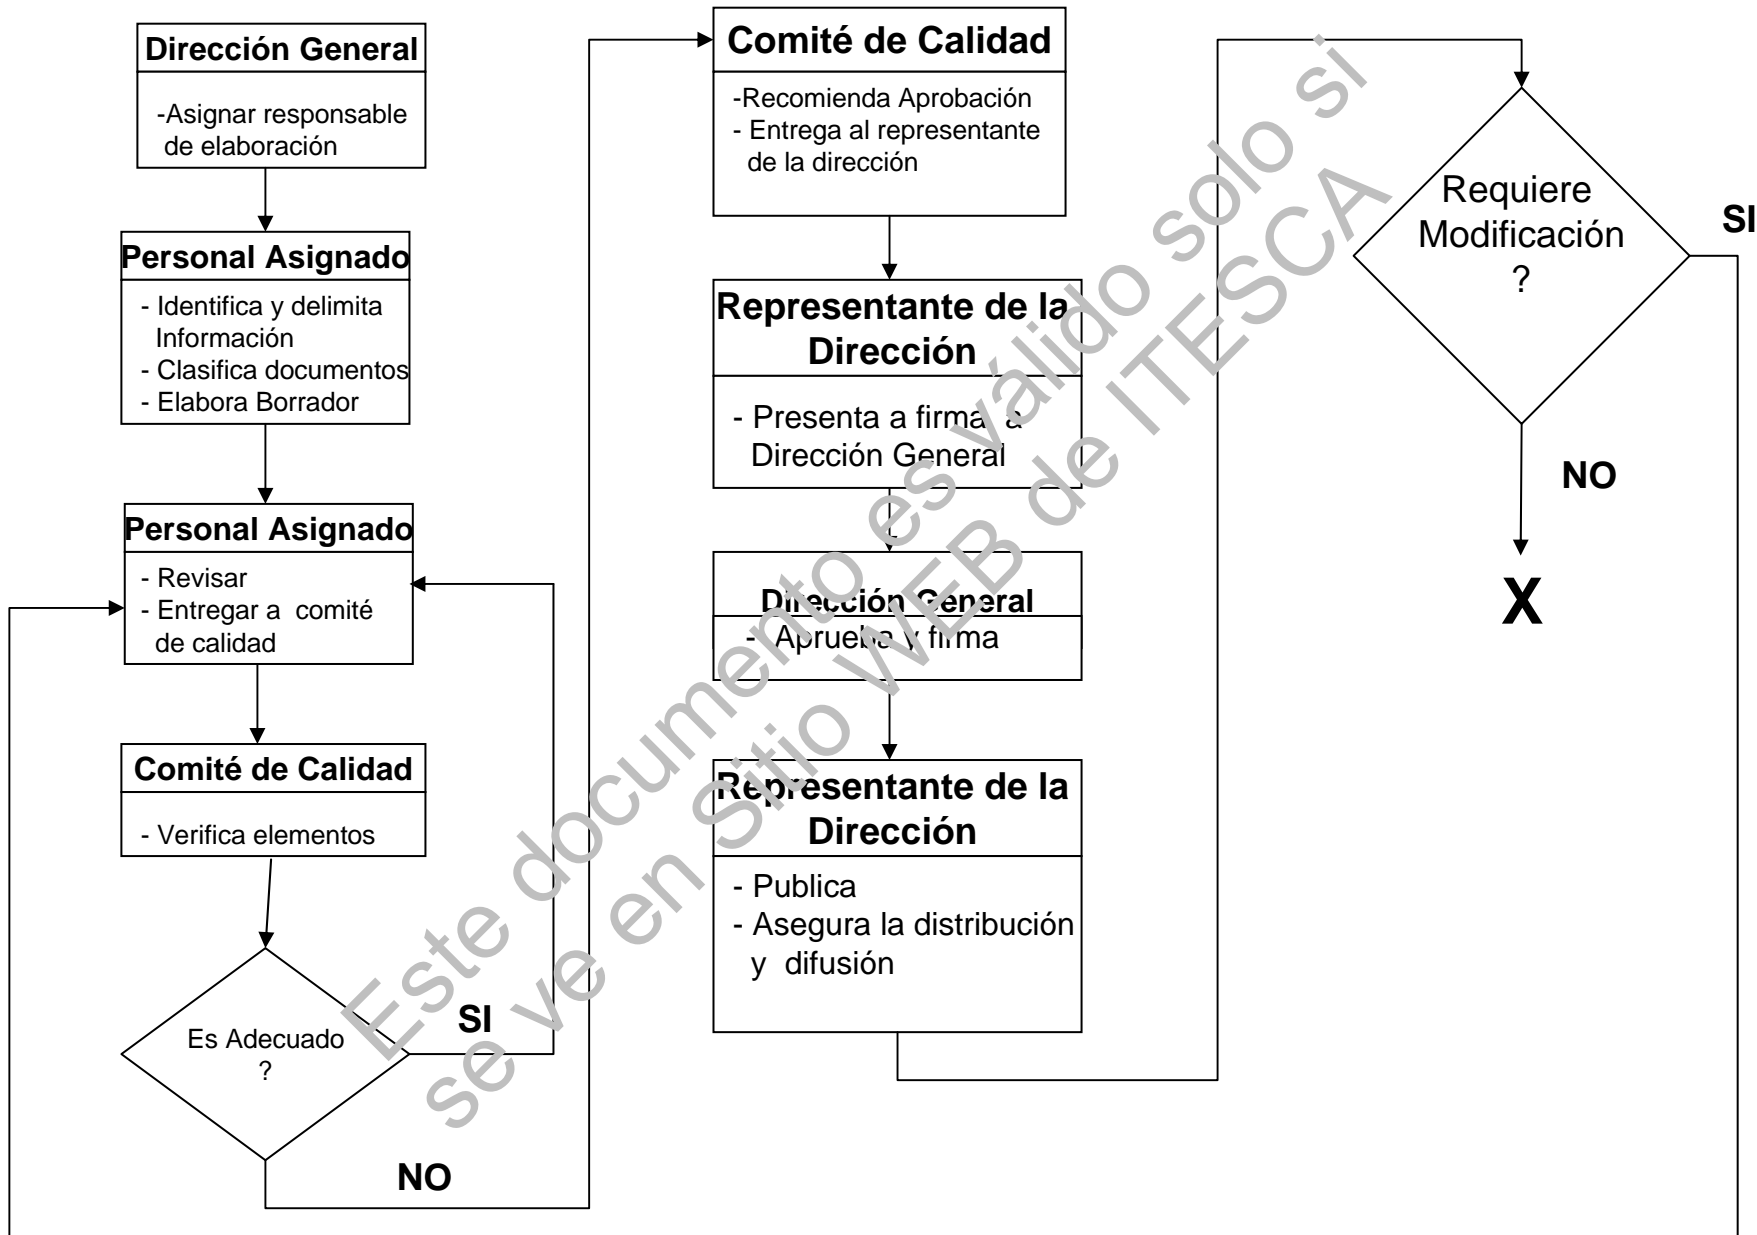 Dirección General
-Asignar responsable
de elaboración
Personal Asignado
- Identifica y delimita
Información
- Clasifica documentos
- Elabora Borrador
Personal Asignado
- Revisar
- Entregar a comité
de calidad
Comité de Calidad
- Verifica elementos
Es Adecuado
?
SI
NO
Comité de Calidad
-Recomienda Aprobación
- Entrega al representante
de la dirección
Representante de la
Dirección
- Presenta a firma a
Dirección General
Dirección General
- Aprueba y firma
Representante de la
Dirección
- Publica
- Asegura la distribución
y difusión
Requiere
Modificación
?
SI
NO
X
Este documento es válido solo si
se ve en Sitio WEB de ITESCA